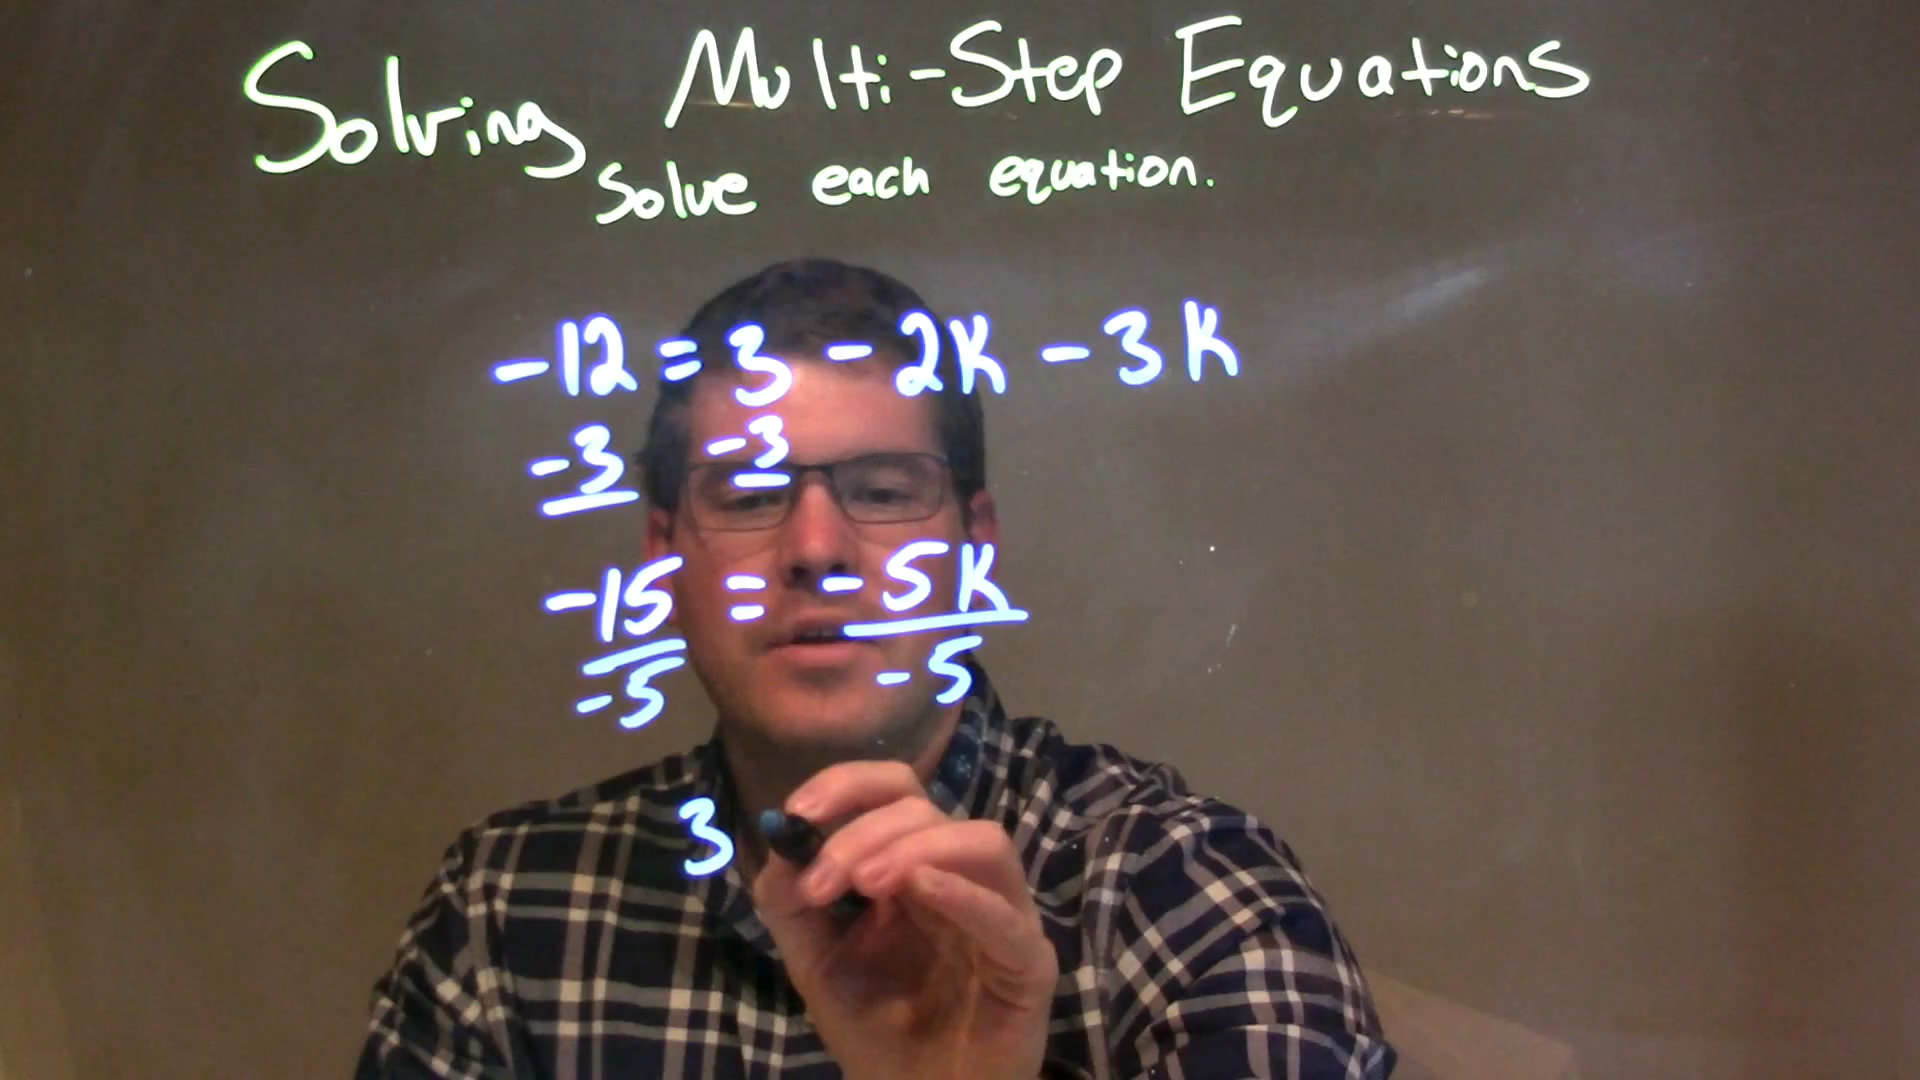 Solving Multi-Step Equations
Solve each equation.
-12 = 3 - 2K - 3K
-3 -3
-15 = -5K
-5 -5
3